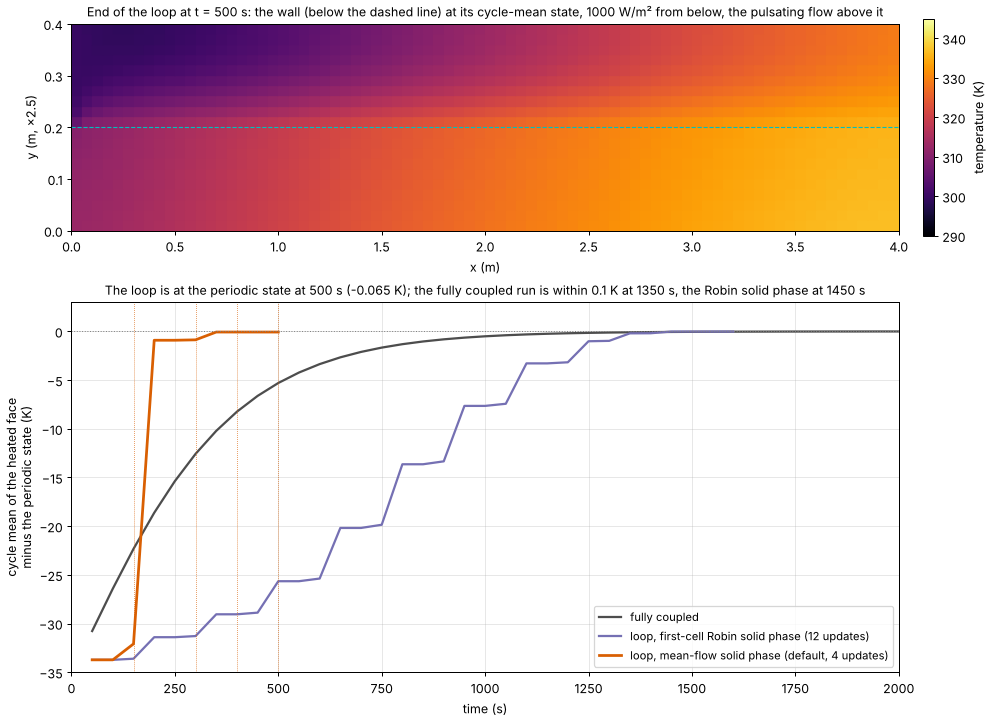 End of the loop at t = 500 s: the wall (below the dashed line) at its cycle-mean state, 1000 W/m² from below, the pulsating flow above it
0.4
0.3
0.2
0.1
0.0
y (m, ×2.5)
0.0 0.5 1.0 1.5 2.0 2.5 3.0 3.5 4.0
x (m)
340
330
320
310
300
290
temperature (K)
The loop is at the periodic state at 500 s (-0.065 K); the fully coupled run is within 0.1 K at 1350 s, the Robin solid phase at 1450 s
0
−5
−10
−15
−20
−25
−30
−35
cycle mean of the heated face
minus the periodic state (K)
fully coupled
loop, first-cell Robin solid phase (12 updates)
loop, mean-flow solid phase (default, 4 updates)
0 250 500 750 1000 1250 1500 1750 2000
time (s)